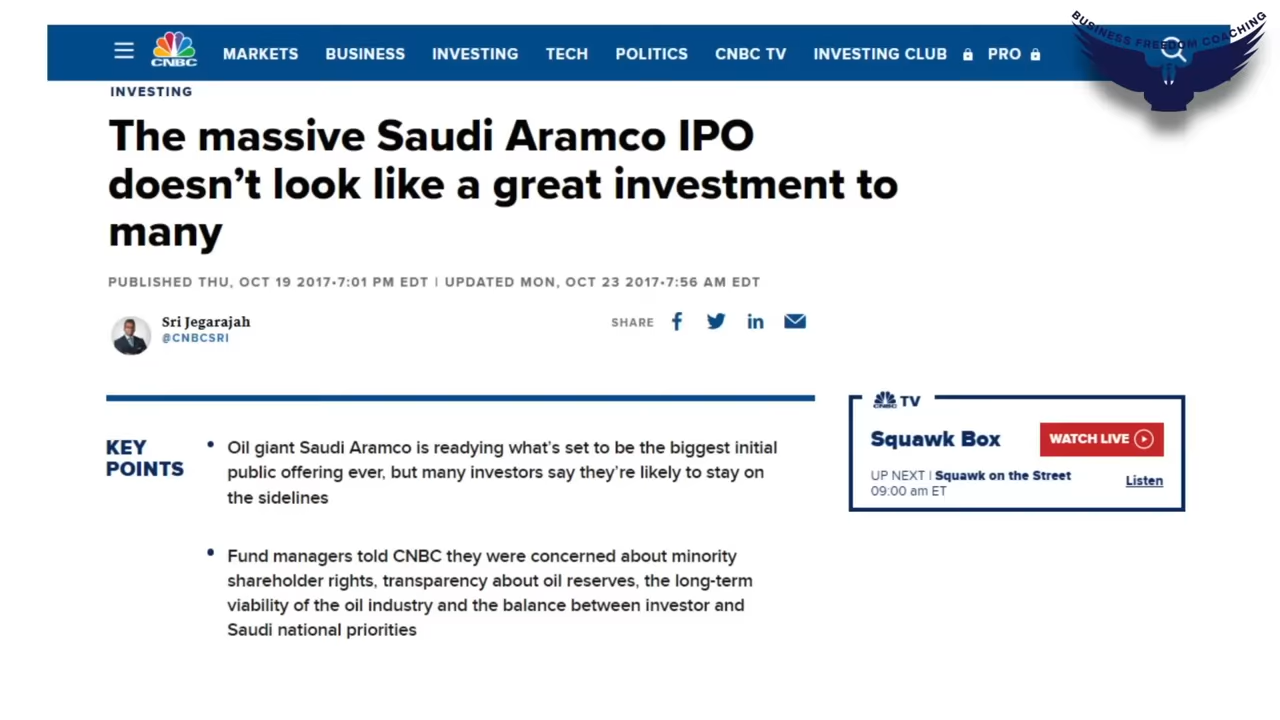 BUSINESS FREEDOM COACHING
CNBC
MARKETS BUSINESS INVESTING TECH POLITICS CNBC TV INVESTING CLUB PRO
INVESTING
The massive Saudi Aramco IPO
doesn’t look like a great investment to
many
PUBLISHED THU, OCT 19 2017•7:01 PM EDT | UPDATED MON, OCT 23 2017•7:56 AM EDT
Sri Jegarajah
@CNBCSRI
SHARE
KEY
POINTS
• Oil giant Saudi Aramco is readying what’s set to be the biggest initial
public offering ever, but many investors say they’re likely to stay on
the sidelines
• Fund managers told CNBC they were concerned about minority
shareholder rights, transparency about oil reserves, the long-term
viability of the oil industry and the balance between investor and
Saudi national priorities
CNBC TV
Squawk Box
WATCH LIVE
UP NEXT | Squawk on the Street
09:00 am ET
Listen